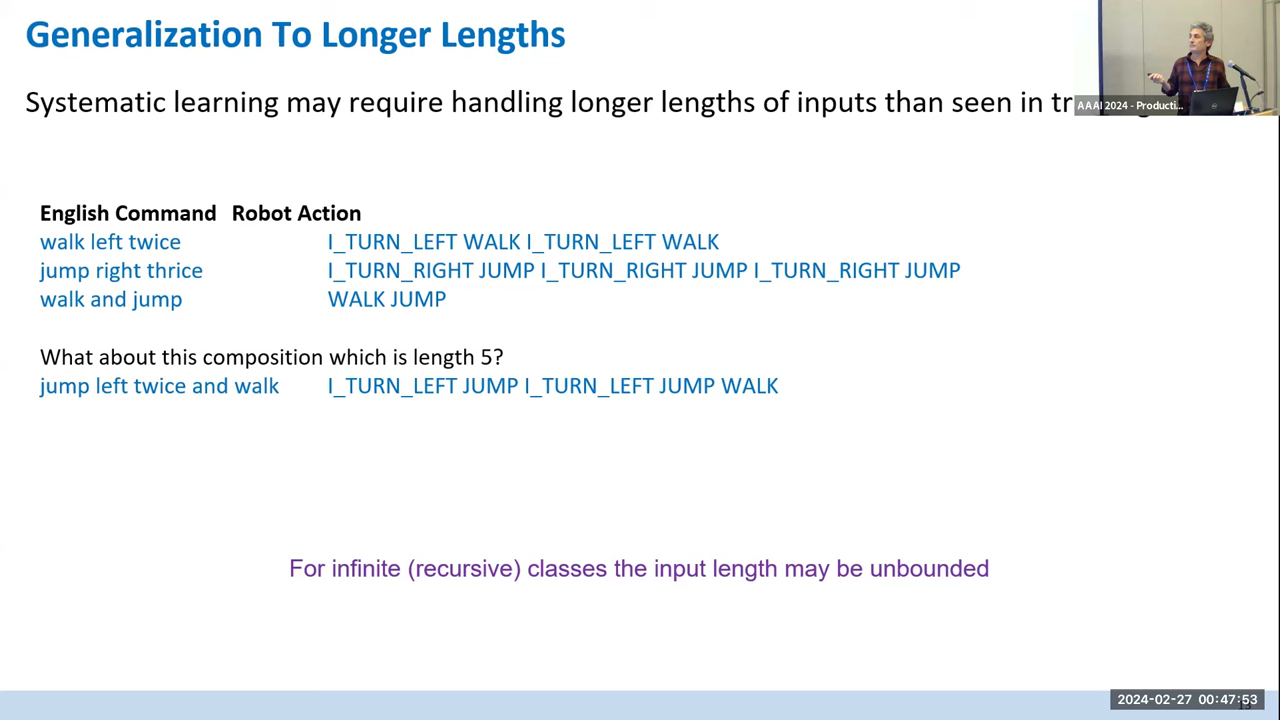 Generalization To Longer Lengths
Systematic learning may require handling longer lengths of inputs than seen in
AAAI 2024 - Producti...
English Command Robot Action
walk left twice I_TURN_LEFT WALK I_TURN_LEFT WALK
jump right thrice I_TURN_RIGHT JUMP I_TURN_RIGHT JUMP I_TURN_RIGHT JUMP
walk and jump WALK JUMP
What about this composition which is length 5?
jump left twice and walk I_TURN_LEFT JUMP I_TURN_LEFT JUMP WALK
For infinite (recursive) classes the input length may be unbounded
2024-02-27 00:47:53